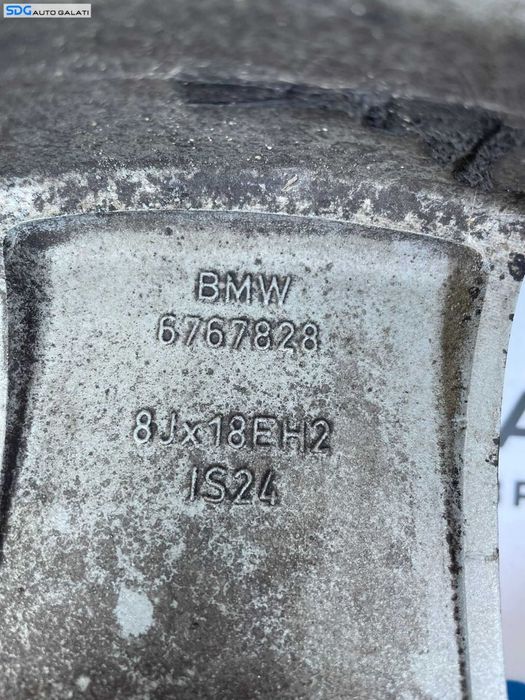 SDG AUTO GALATI
BMW
6767828
8Jx18EH2
IS24